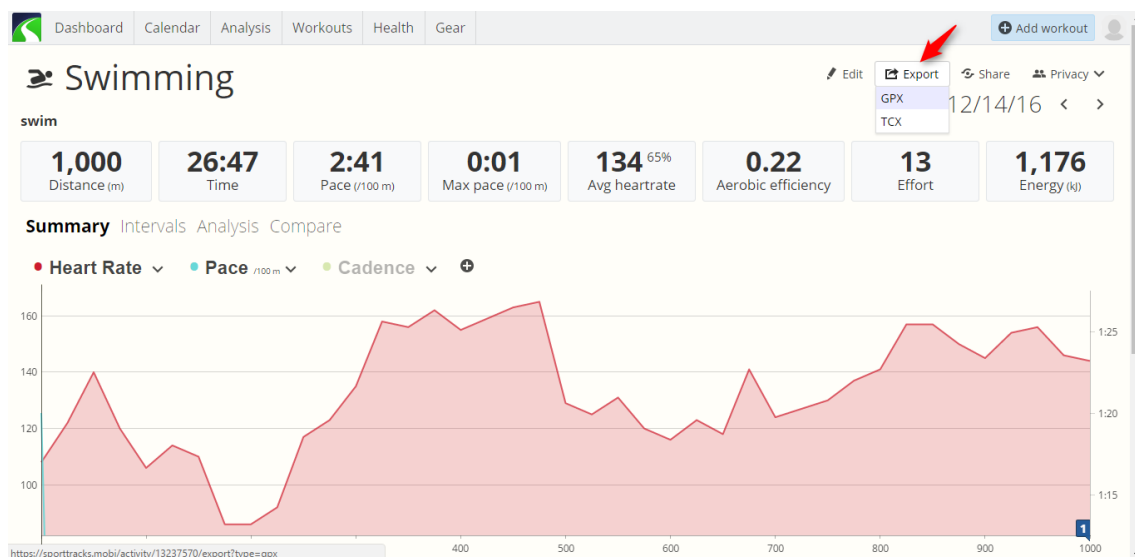 Dashboard Calendar Analysis Workouts Health Gear Add workout
Swimming
Edit Export Share Privacy
GPX
TCX
12/14/16
swim
1,000 26:47 2:41 0:01 134 65% 0.22 13 1,176
Distance (m) Time Pace (/100 m) Max pace (/100 m) Avg heartrate Aerobic efficiency Effort Energy (kJ)
Summary Intervals Analysis Compare
Heart Rate Pace /100 m Cadence
160
1:25
140
1:20
120
100
1:15
1
400 500 600 700 800 900 1000
https://sporttracks.mobi/activity/13237570/export?type=gpx